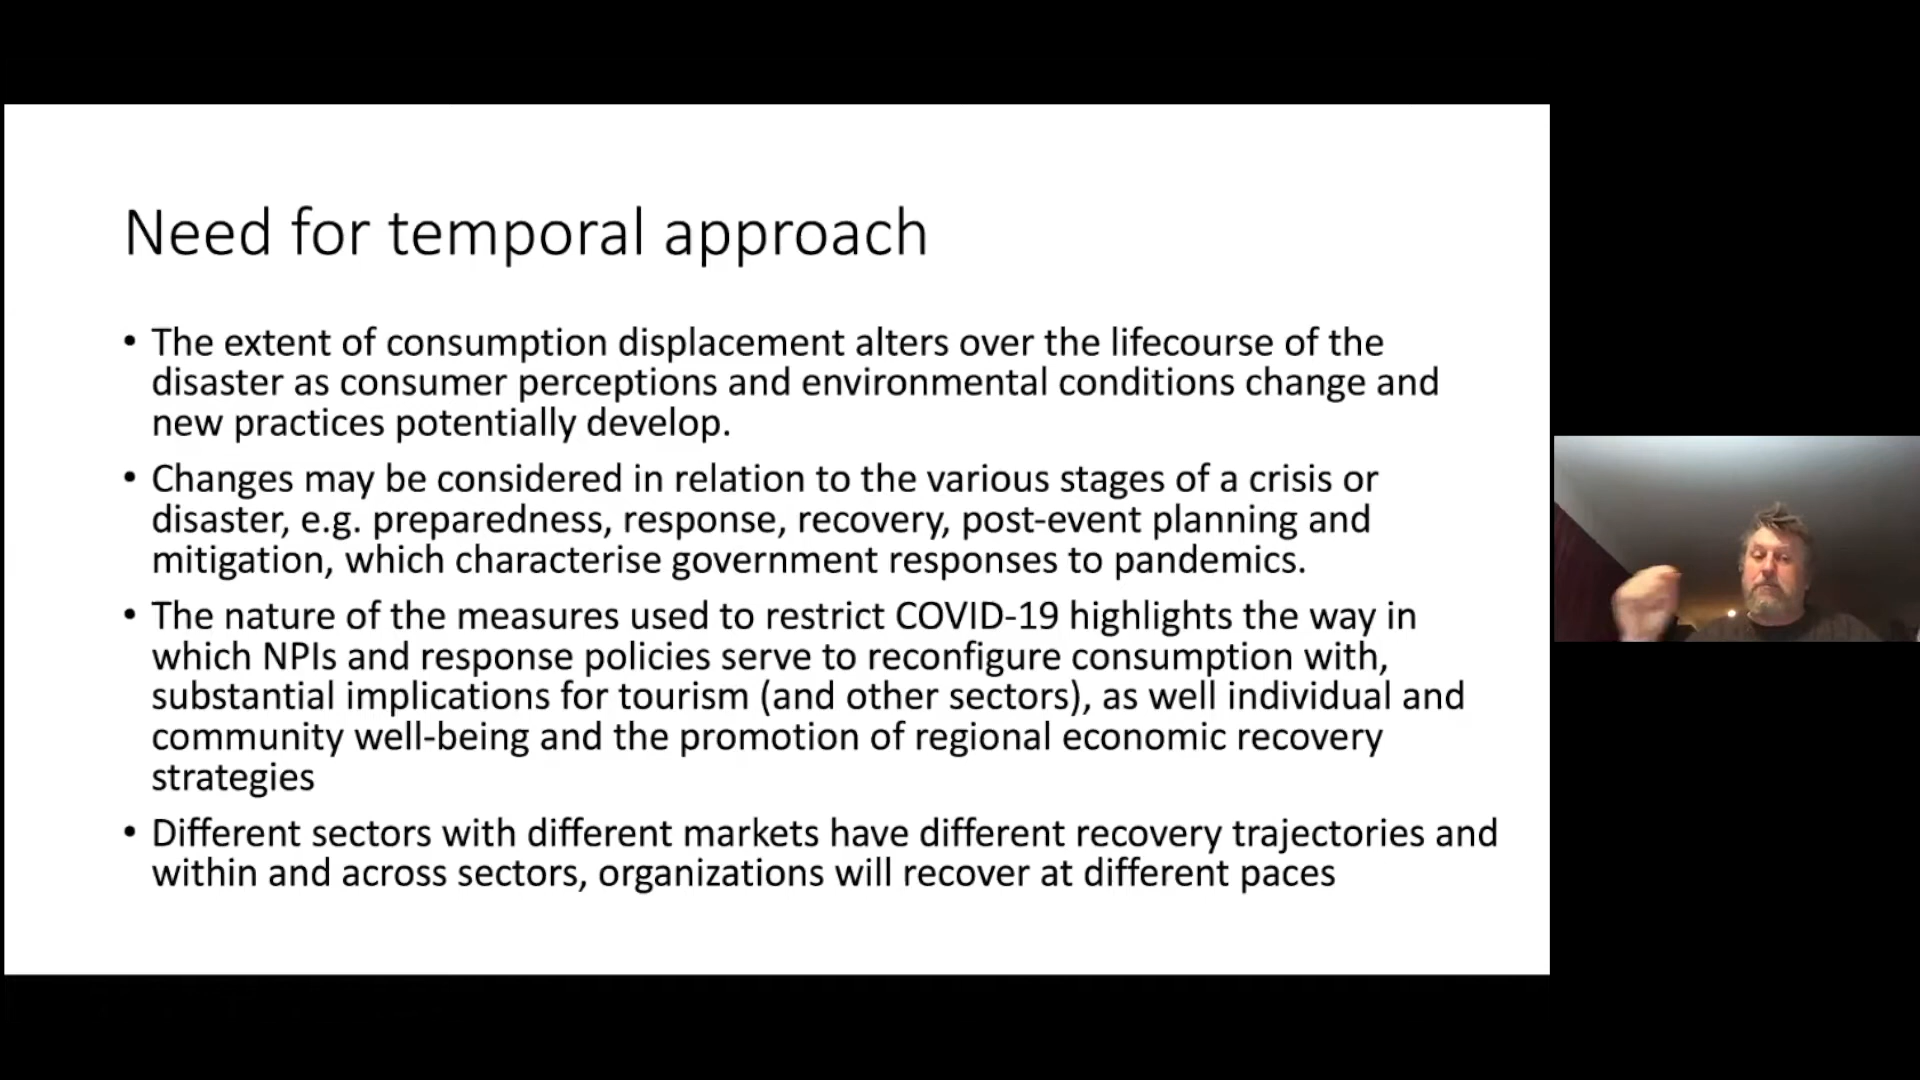 Need for temporal approach
• The extent of consumption displacement alters over the lifecourse of the
disaster as consumer perceptions and environmental conditions change and
new practices potentially develop.
• Changes may be considered in relation to the various stages of a crisis or
disaster, e.g. preparedness, response, recovery, post-event planning and
mitigation, which characterise government responses to pandemics.
• The nature of the measures used to restrict COVID-19 highlights the way in
which NPIs and response policies serve to reconfigure consumption with,
substantial implications for tourism (and other sectors), as well individual and
community well-being and the promotion of regional economic recovery
strategies
• Different sectors with different markets have different recovery trajectories and
within and across sectors, organizations will recover at different paces